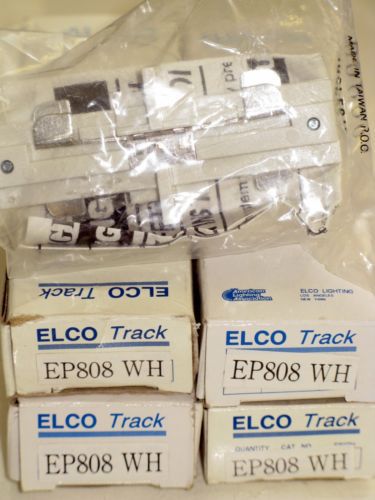 MADE IN TAIWAN R.O.C.
ELCO Track
American
Lighting
Association
ELCO LIGHTING
LOS ANGELES
NEW YORK
ELCO Track
EP808 WH
ELCO Track
EP808 WH
ELCO Track
EP808 WH
ELCO Track
QUANTITY CAT NO.
EP808 WH